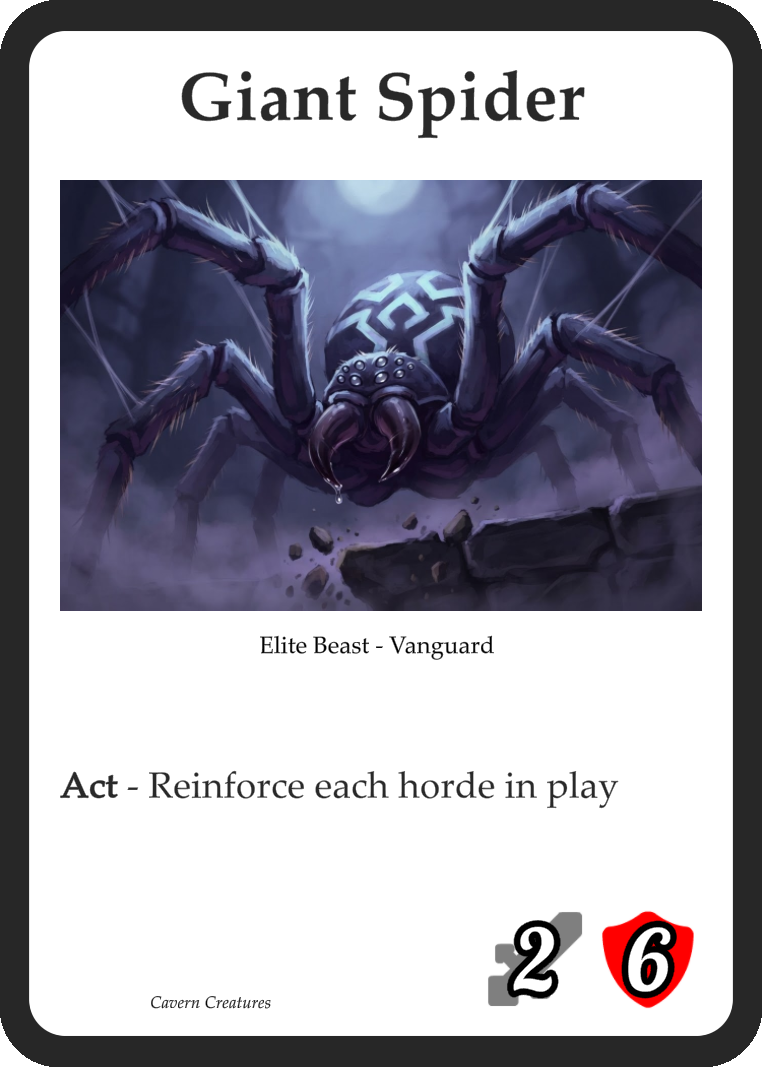 Giant Spider
Elite Beast - Vanguard
Act - Reinforce each horde in play
2 6
Cavern Creatures